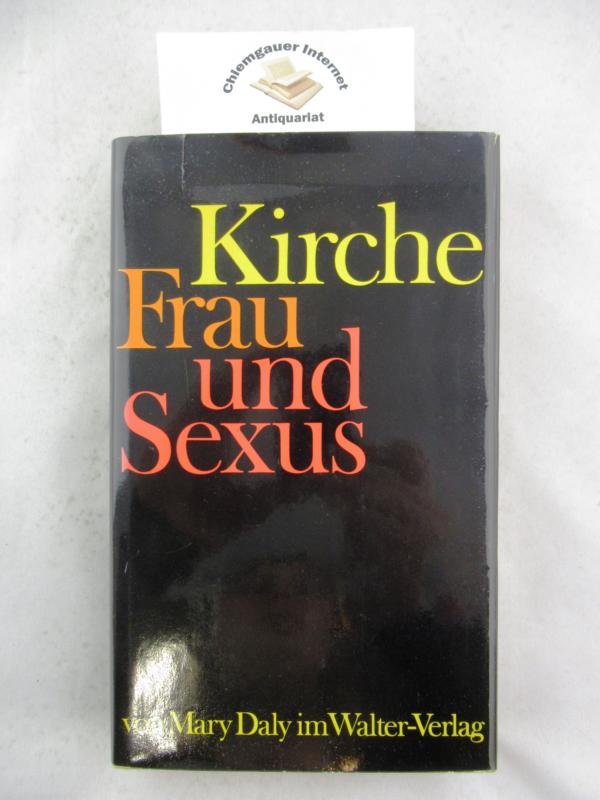 Chiemgauer Internet
Antiquariat
Kirche
Frau
und
Sexus
von Mary Daly im Walter-Verlag